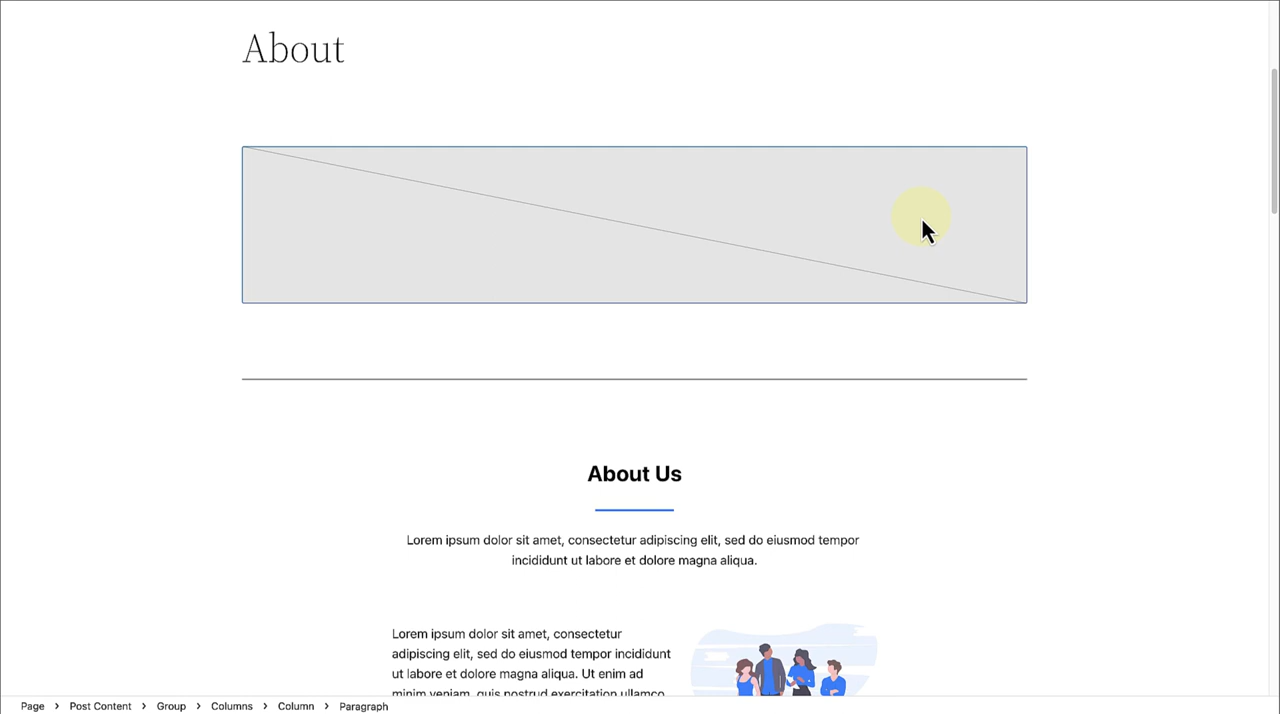 About
About Us
Lorem ipsum dolor sit amet, consectetur adipiscing elit, sed do eiusmod tempor
incididunt ut labore et dolore magna aliqua.
Lorem ipsum dolor sit amet, consectetur
adipiscing elit, sed do eiusmod tempor incididunt
ut labore et dolore magna aliqua. Ut enim ad
minim veniam, quis nostrud exercitation ullamco
Page > Post Content > Group > Columns > Column > Paragraph